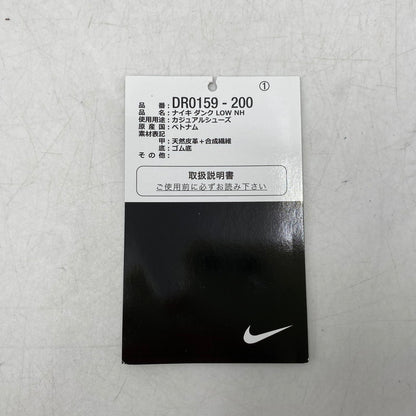 ①
品番：DR0159 - 200
品名：ナイキ ダンク LOW NH
使用用途：カジュアルシューズ
原産国：ベトナム
素材表記
甲：天然皮革＋合成繊維
底：ゴム底
その他：
取扱説明書
ご使用前に必ずお読み下さい